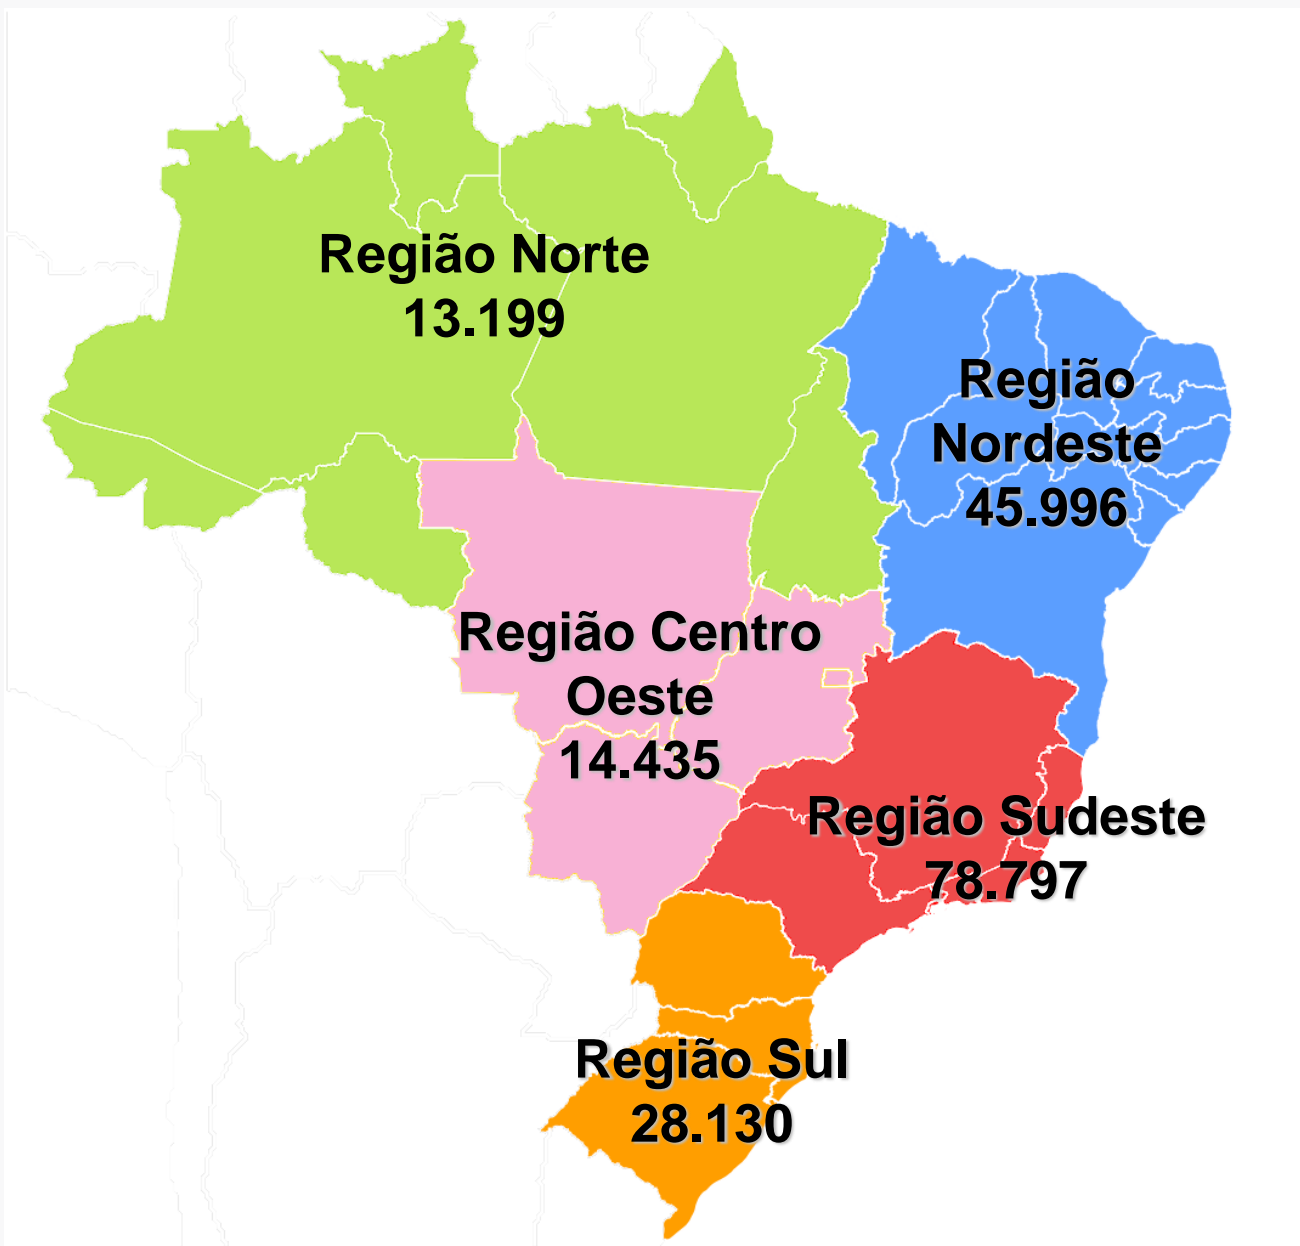 Região Norte
13.199
Região
Nordeste
45.996
Região Centro
Oeste
14.435
Região Sudeste
78.797
Região Sul
28.130